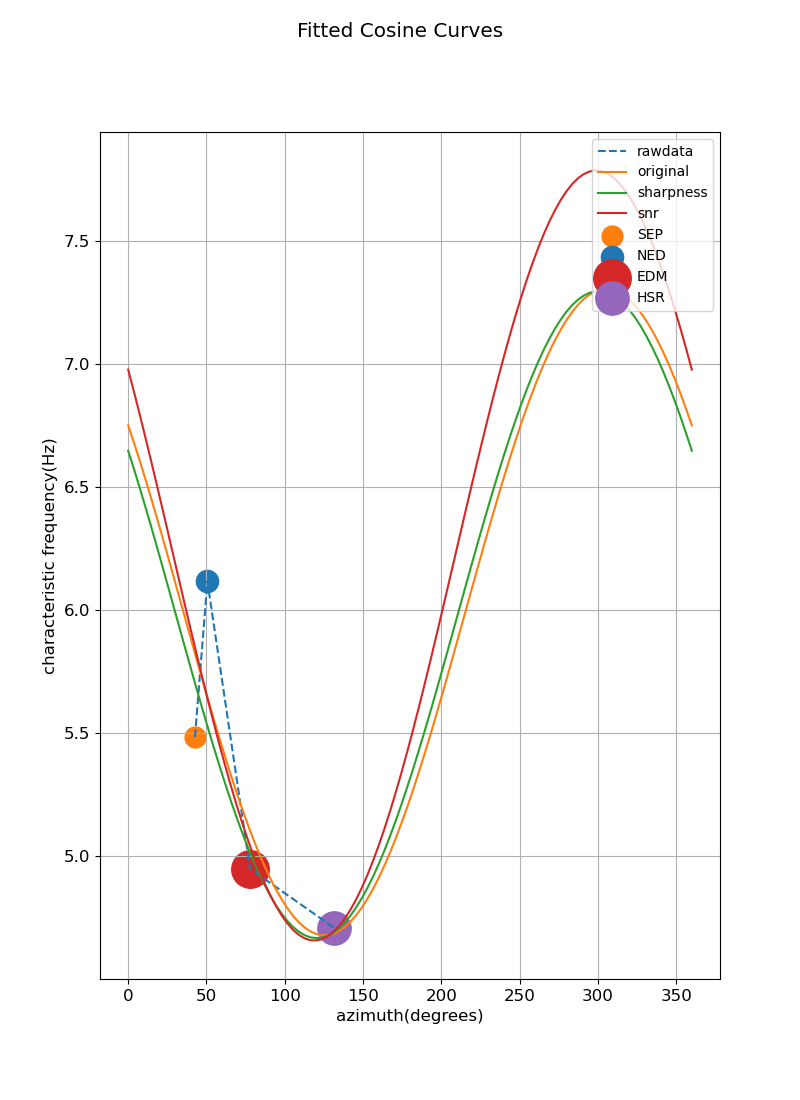 Fitted Cosine Curves
rawdata
original
sharpness
snr
SEP
NED
EDM
HSR
7.5
7.0
6.5
6.0
5.5
5.0
characteristic frequency(Hz)
0 50 100 150 200 250 300 350
azimuth(degrees)